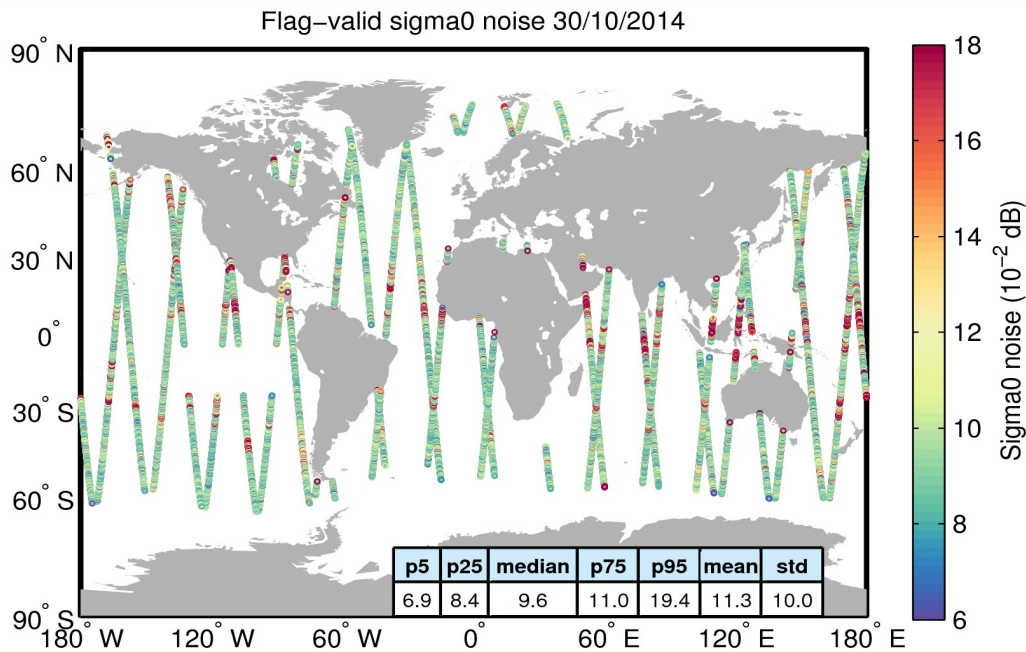 Flag−valid sigma0 noise 30/10/2014
90° N
60° N
30° N
0°
30° S
60° S
90° S
180° W
120° W
60° W
0°
60° E
120° E
180° E
p5 p25 median p75 p95 mean std
6.9 8.4 9.6 11.0 19.4 11.3 10.0
18
16
14
12
10
8
6
Sigma0 noise (10⁻² dB)